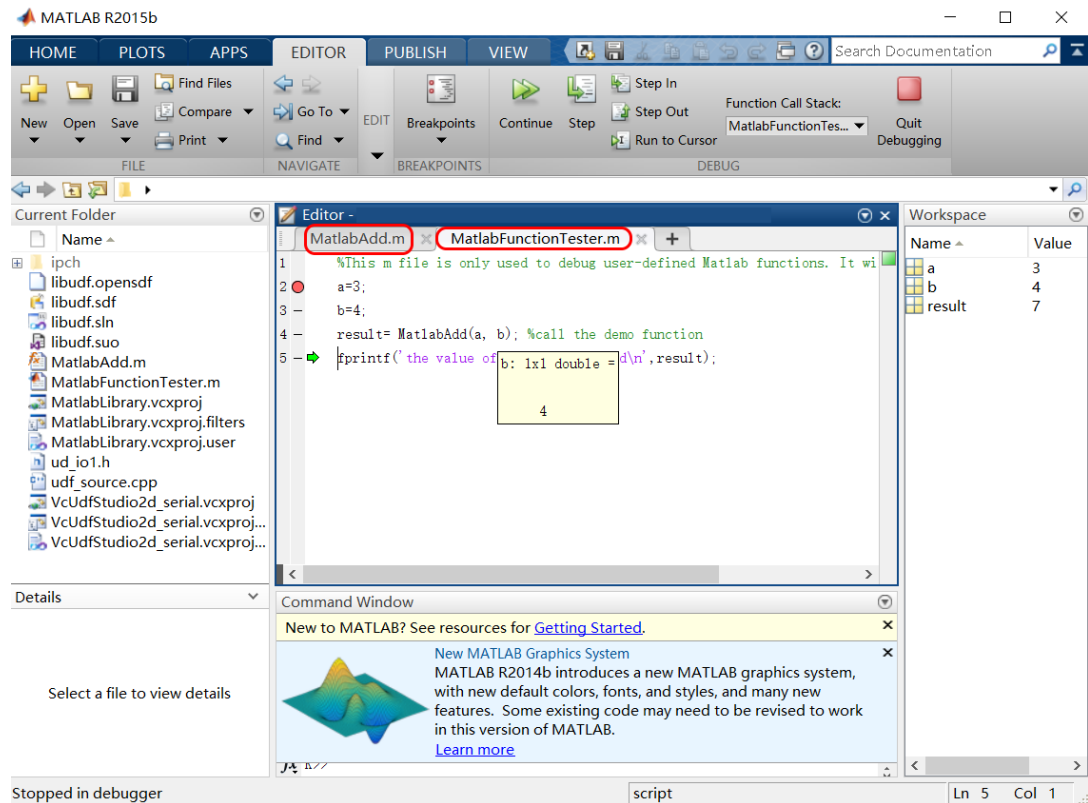 MATLAB R2015b
HOME PLOTS APPS EDITOR PUBLISH VIEW Search Documentation
New Open Save Find Files Compare Print
FILE
Go To Find
NAVIGATE
EDIT
Breakpoints
BREAKPOINTS
Continue Step Step In Step Out Run to Cursor
Function Call Stack:
MatlabFunctionTes...
Quit Debugging
DEBUG
Current Folder
Name
ipch
libudf.opensdf
libudf.sdf
libudf.sln
libudf.suo
MatlabAdd.m
MatlabFunctionTester.m
MatlabLibrary.vcxproj
MatlabLibrary.vcxproj.filters
MatlabLibrary.vcxproj.user
ud_io1.h
udf_source.cpp
VcUdfStudio2d_serial.vcxproj
VcUdfStudio2d_serial.vcxproj...
VcUdfStudio2d_serial.vcxproj...
Details
Select a file to view details
Editor -
MatlabAdd.m MatlabFunctionTester.m
1 %This m file is only used to debug user-defined Matlab functions. It wi
2 a=3;
3 b=4;
4 result= MatlabAdd(a, b); %call the demo function
5 fprintf('the value of d\n',result);
b: 1x1 double =
4
Command Window
New to MATLAB? See resources for Getting Started.
New MATLAB Graphics System
MATLAB R2014b introduces a new MATLAB graphics system,
with new default colors, fonts, and styles, and many new
features. Some existing code may need to be revised to work
in this version of MATLAB.
Learn more
Workspace
Name Value
a 3
b 4
result 7
Stopped in debugger script Ln 5 Col 1